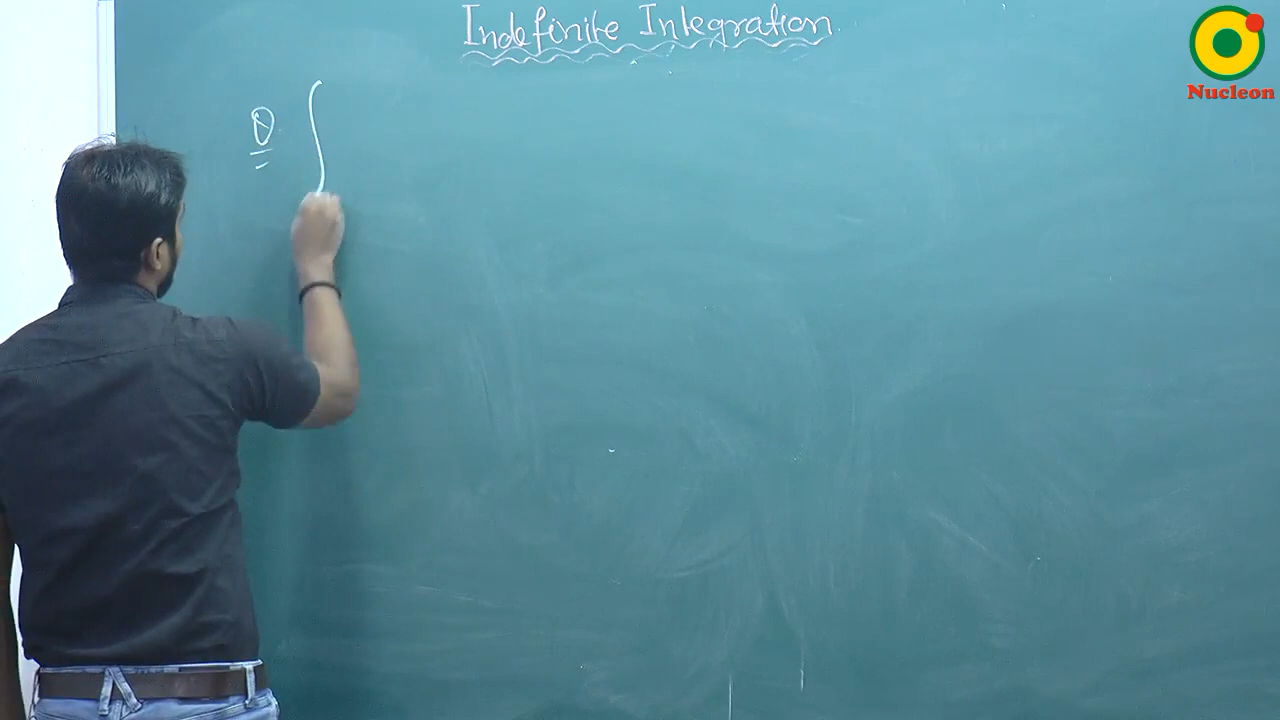 Indefinite Integration
Nucleon
Q ∫